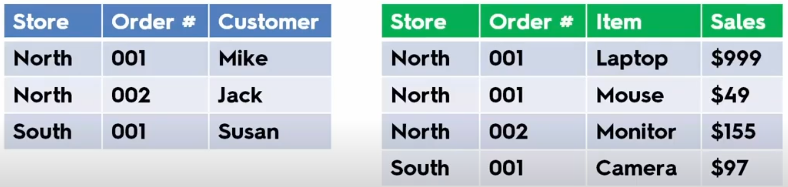 Store Order # Customer
North 001 Mike
North 002 Jack
South 001 Susan
Store Order # Item Sales
North 001 Laptop $999
North 001 Mouse $49
North 002 Monitor $155
South 001 Camera $97